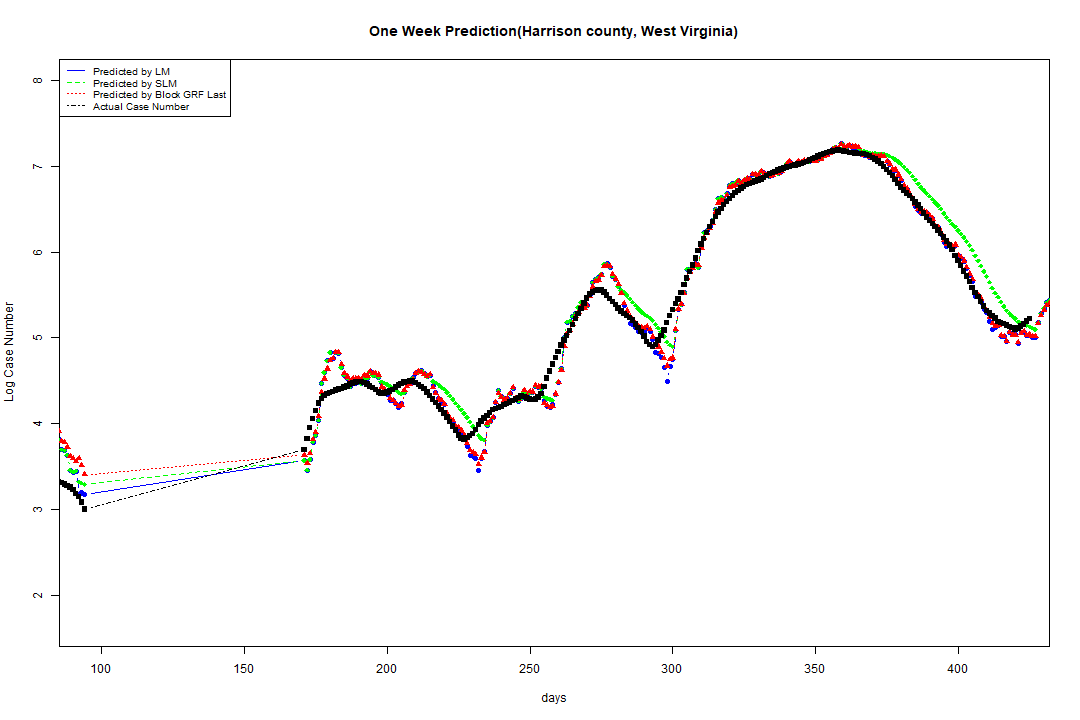 One Week Prediction(Harrison county, West Virginia)
Predicted by LM
Predicted by SLM
Predicted by Block GRF Last
Actual Case Number
Log Case Number
8
7
6
5
4
3
2
100 150 200 250 300 350 400
days